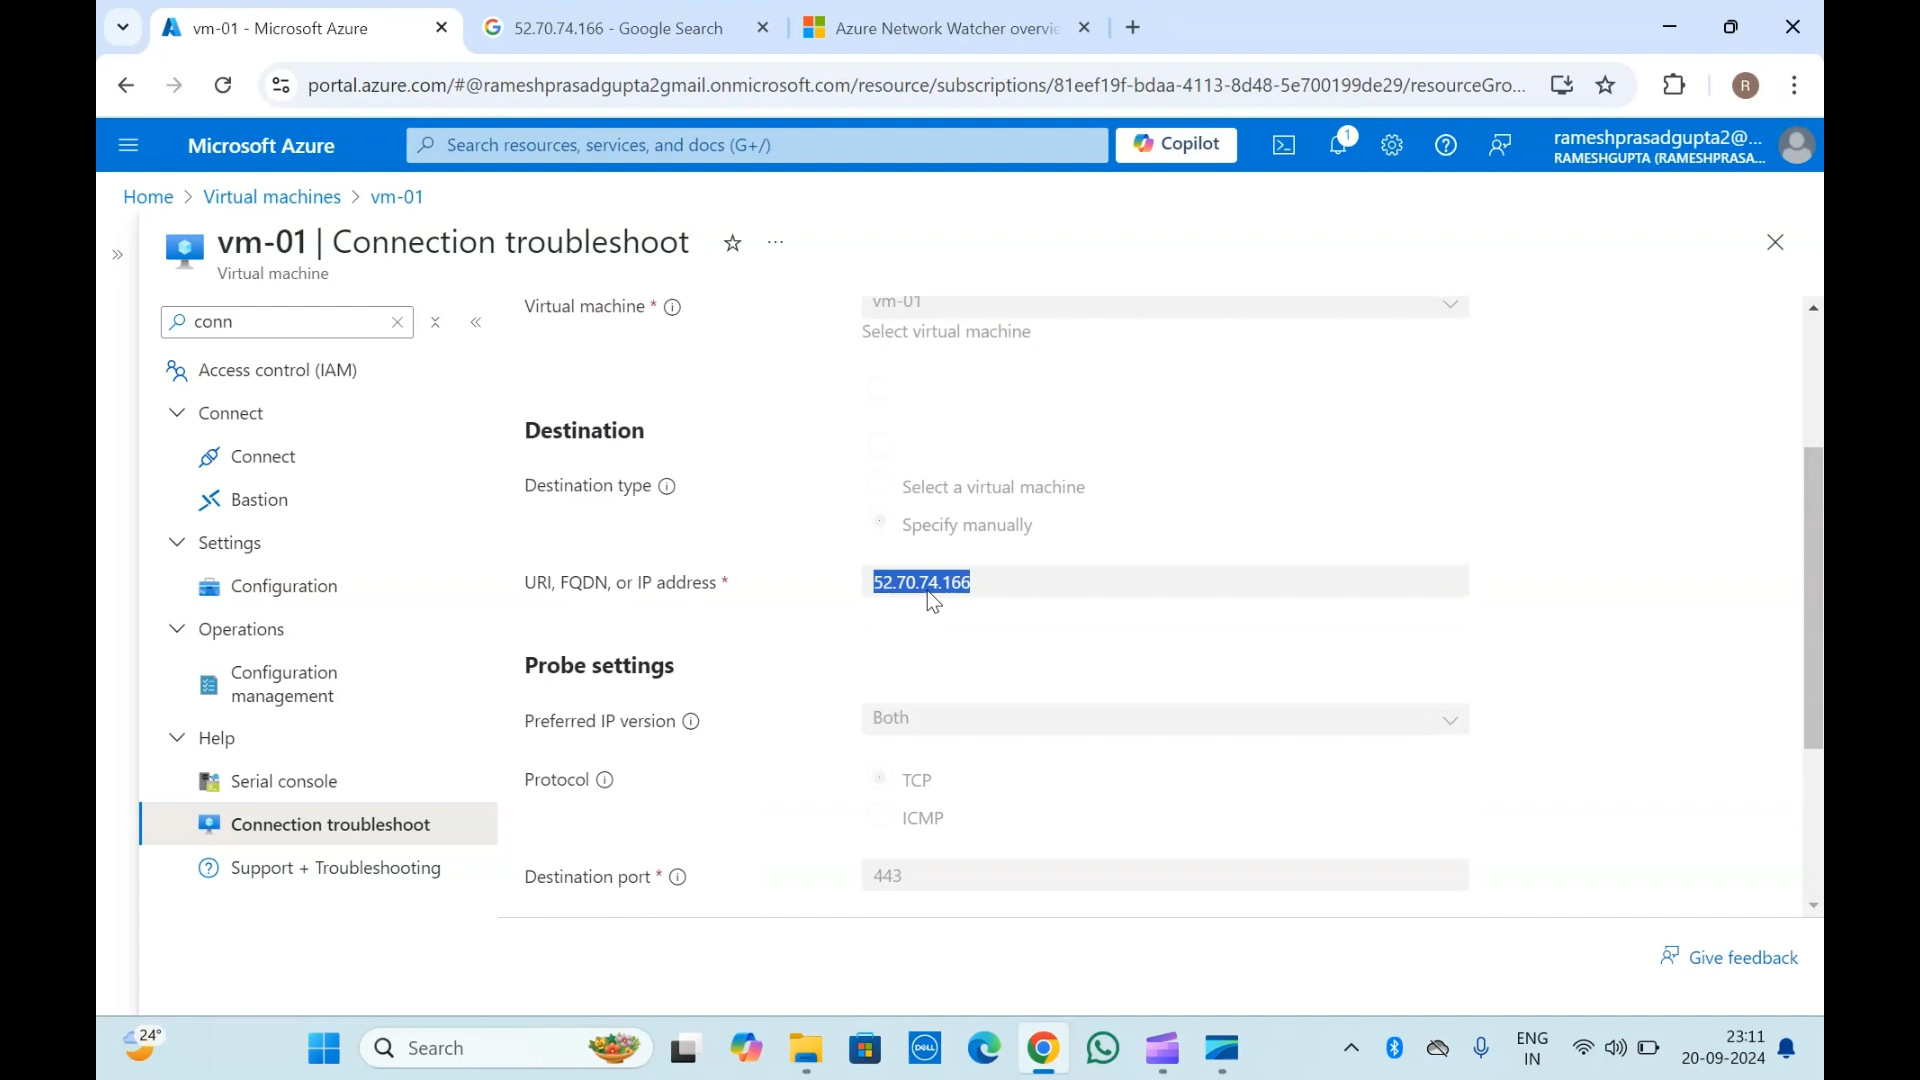 vm-01 - Microsoft Azure
52.70.74.166 - Google Search
Azure Network Watcher overvie
portal.azure.com/#@rameshprasadgupta2gmail.onmicrosoft.com/resource/subscriptions/81eef19f-bdaa-4113-8d48-5e700199de29/resourceGro...
R
Microsoft Azure
Search resources, services, and docs (G+/)
Copilot
1
rameshprasadgupta2@...
RAMESHGUPTA (RAMESHPRASA...
Home > Virtual machines > vm-01
vm-01 | Connection troubleshoot
Virtual machine
conn
Access control (IAM)
Connect
Connect
Bastion
Settings
Configuration
Operations
Configuration
management
Help
Serial console
Connection troubleshoot
Support + Troubleshooting
Virtual machine *
vm-01
Select virtual machine
Destination
Destination type
Select a virtual machine
Specify manually
URI, FQDN, or IP address *
52.70.74.166
Probe settings
Preferred IP version
Both
Protocol
TCP
ICMP
Destination port *
443
Give feedback
24°
Search
DELL
ENG
IN
23:11
20-09-2024